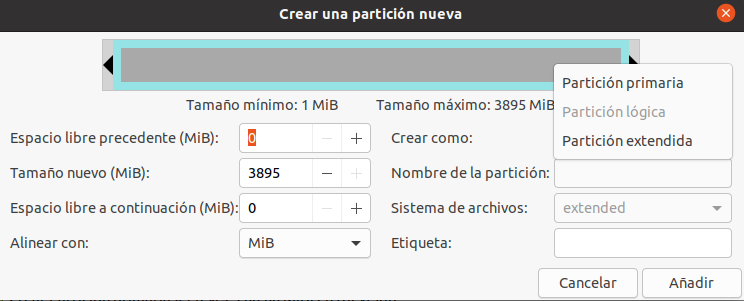 Crear una partición nueva
Tamaño mínimo: 1 MiB Tamaño máximo: 3895 MiB
Espacio libre precedente (MiB): 0 − + Crear como:
Partición primaria
Partición lógica
Partición extendida
Tamaño nuevo (MiB): 3895 − + Nombre de la partición:
Espacio libre a continuación (MiB): 0 − + Sistema de archivos: extended
Alinear con: MiB Etiqueta:
Cancelar Añadir